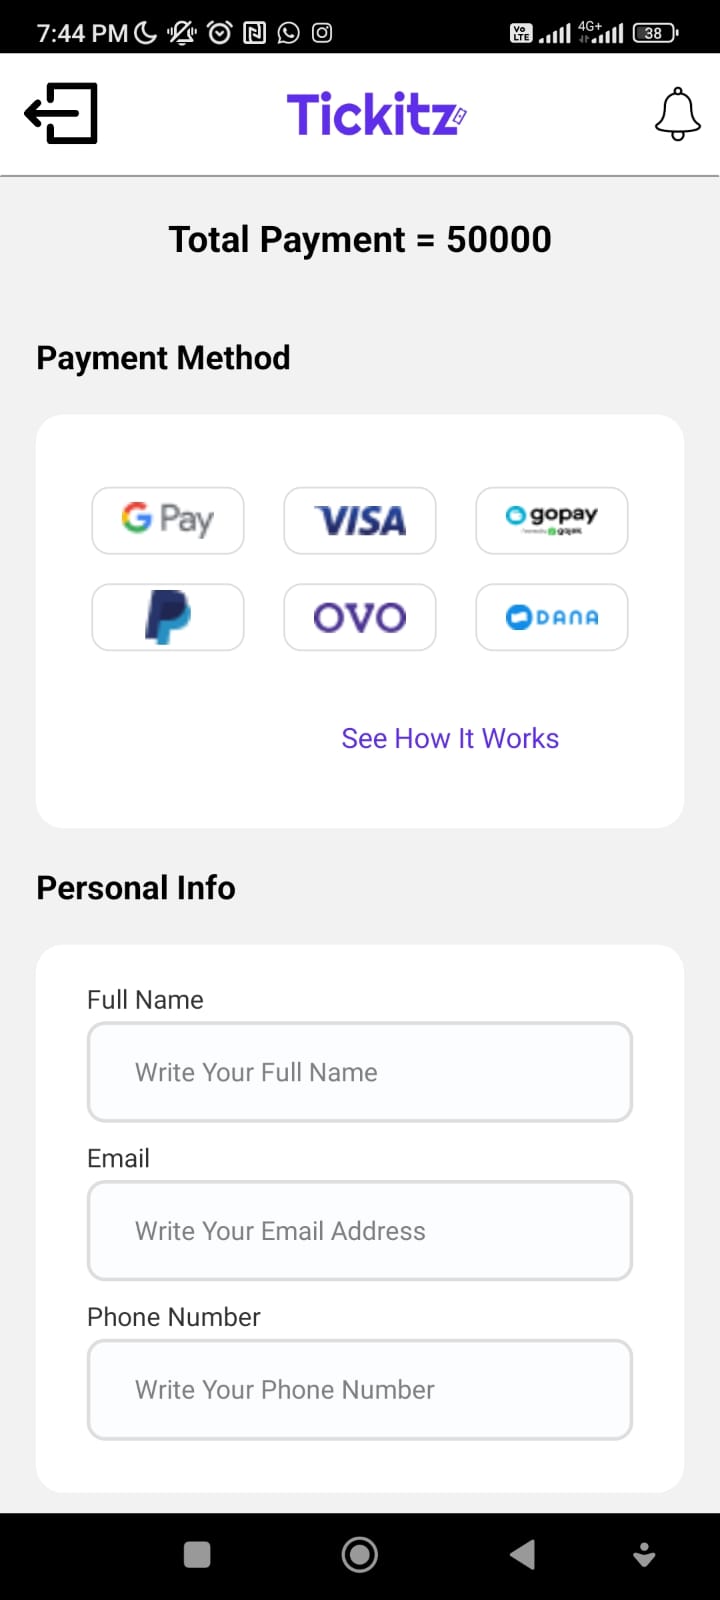 7:44 PM
Vo LTE 4G+ 38
Tickitz
Total Payment = 50000
Payment Method
G Pay VISA gopay
gojek
OVO DANA
See How It Works
Personal Info
Full Name
Write Your Full Name
Email
Write Your Email Address
Phone Number
Write Your Phone Number